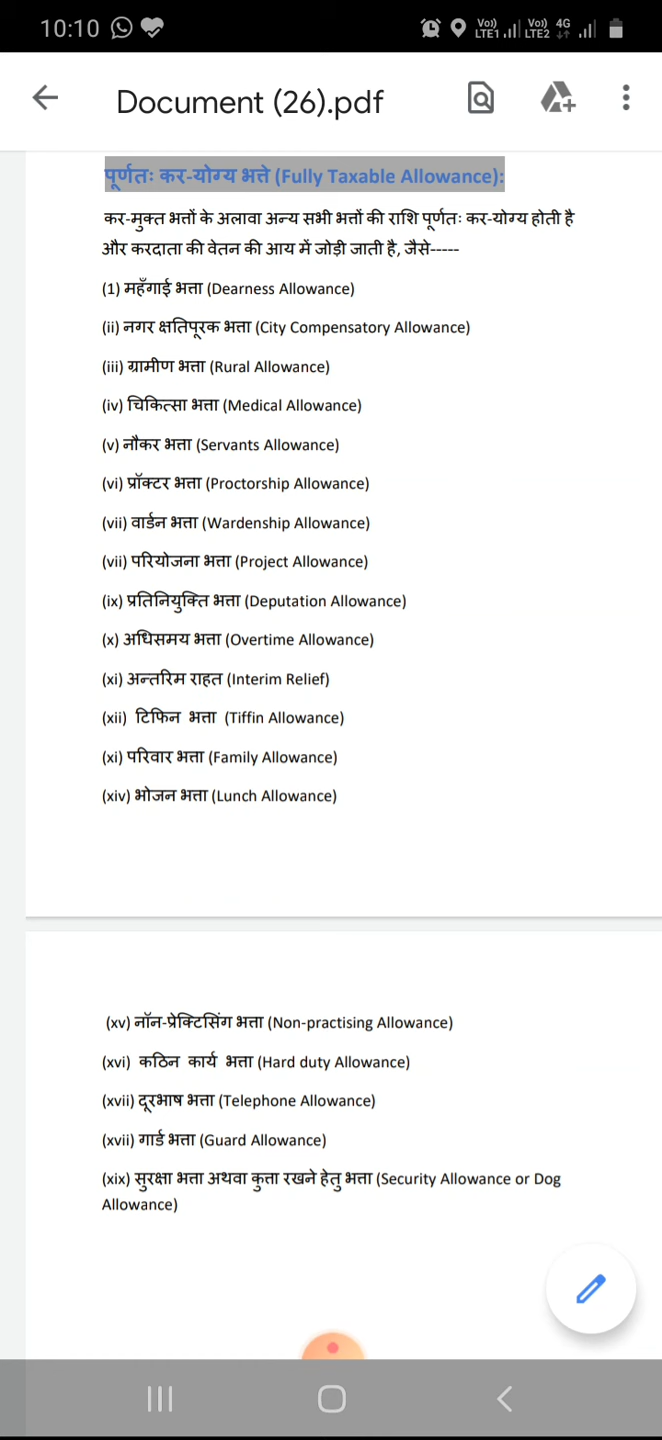 10:10
Vo)) LTE1 Vo)) LTE2 4G
Document (26).pdf
पूर्णतः कर-योग्य भत्ते (Fully Taxable Allowance):
कर-मुक्त भत्तों के अलावा अन्य सभी भत्तों की राशि पूर्णतः कर-योग्य होती है
और करदाता की वेतन की आय में जोड़ी जाती है, जैसे-----
(1) महँगाई भत्ता (Dearness Allowance)
(ii) नगर क्षतिपूरक भत्ता (City Compensatory Allowance)
(iii) ग्रामीण भत्ता (Rural Allowance)
(iv) चिकित्सा भत्ता (Medical Allowance)
(v) नौकर भत्ता (Servants Allowance)
(vi) प्रॉक्टर भत्ता (Proctorship Allowance)
(vii) वार्डन भत्ता (Wardenship Allowance)
(vii) परियोजना भत्ता (Project Allowance)
(ix) प्रतिनियुक्ति भत्ता (Deputation Allowance)
(x) अधिसमय भत्ता (Overtime Allowance)
(xi) अन्तरिम राहत (Interim Relief)
(xii) टिफिन भत्ता (Tiffin Allowance)
(xi) परिवार भत्ता (Family Allowance)
(xiv) भोजन भत्ता (Lunch Allowance)
(xv) नॉन-प्रेक्टिसिंग भत्ता (Non-practising Allowance)
(xvi) कठिन कार्य भत्ता (Hard duty Allowance)
(xvii) दूरभाष भत्ता (Telephone Allowance)
(xvii) गार्ड भत्ता (Guard Allowance)
(xix) सुरक्षा भत्ता अथवा कुत्ता रखने हेतु भत्ता (Security Allowance or Dog
Allowance)